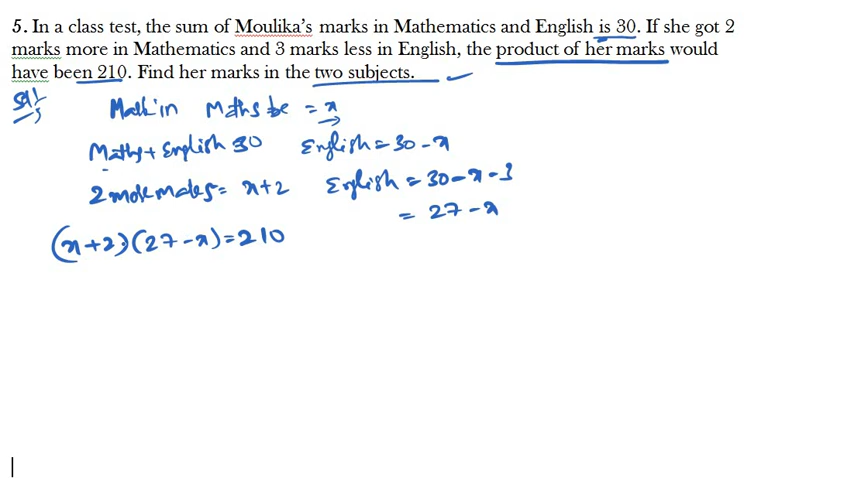 5. In a class test, the sum of Moulika's marks in Mathematics and English is 30. If she got 2
marks more in Mathematics and 3 marks less in English, the product of her marks would
have been 210. Find her marks in the two subjects.
Sol
Mark in Maths be = x
Maths + English 30 English = 30 - x
2 more marks = x+2 English = 30-x-3
= 27-x
(x+2)(27-x)=210